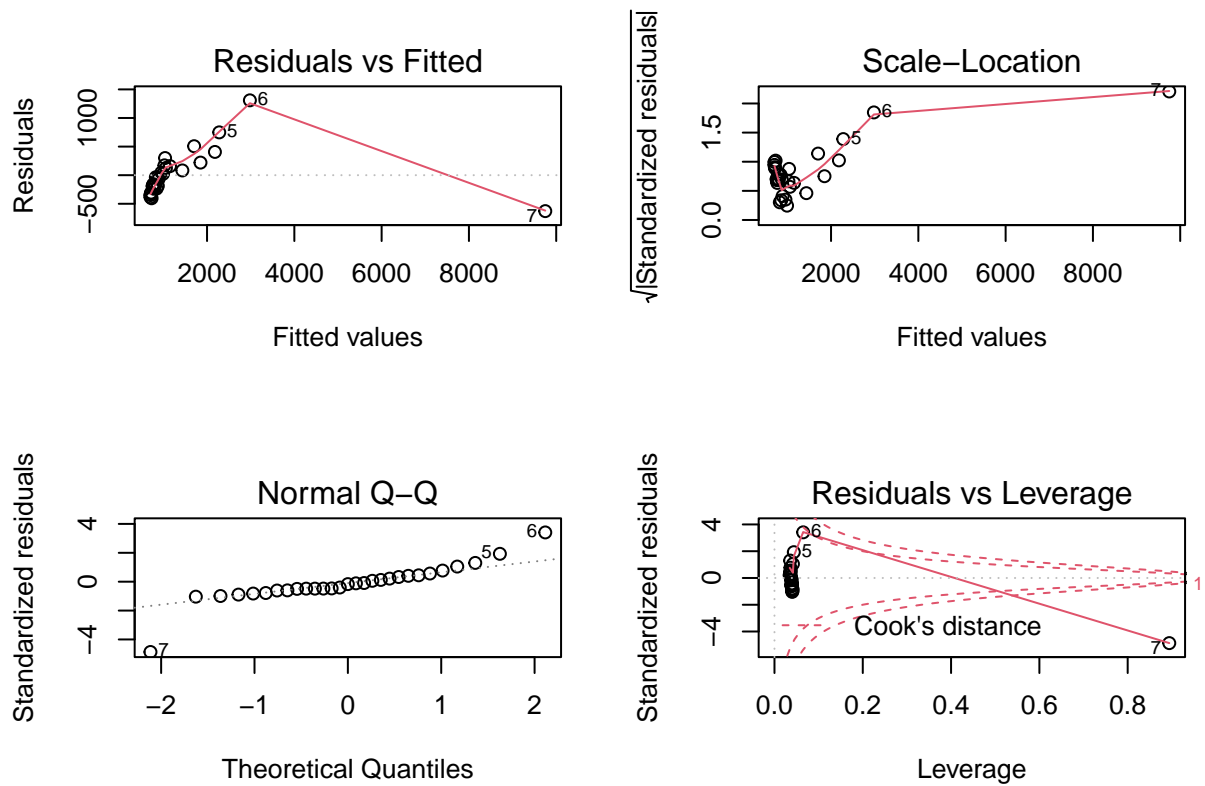 Residuals vs Fitted
Residuals
1000
−500
6
5
7
2000 4000 6000 8000
Fitted values
Scale−Location
√|Standardized residuals|
1.5
0.0
7
6
5
2000 4000 6000 8000
Fitted values
Normal Q−Q
Standardized residuals
4
0
−4
6
5
7
−2 −1 0 1 2
Theoretical Quantiles
Residuals vs Leverage
Standardized residuals
4
0
−4
6
5
1
Cook's distance
7
0.0 0.2 0.4 0.6 0.8
Leverage